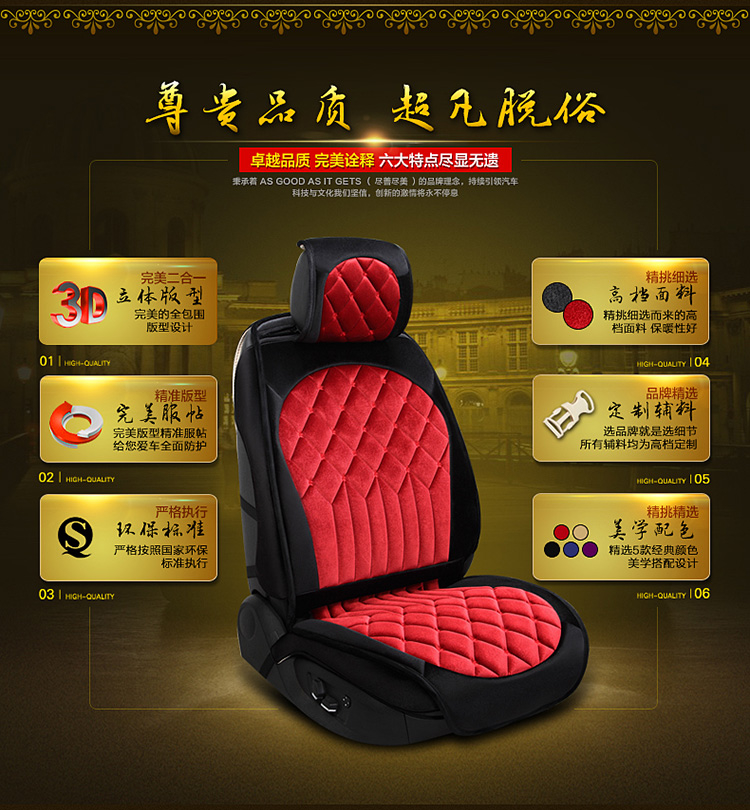 尊贵品质 超凡脱俗
卓越品质 完美诠释 六大特点尽显无遗
秉承着 AS GOOD AS IT GETS （ 尽善尽美 ）的品牌理念，持续引领汽车
科技与文化我们坚信，创新的激情将永不停息
完美二合一
3D
立体版型
完美的全包围
版型设计
01 | HIGH-QUALITY
精准版型
完美服帖
完美版型精准服帖
给您爱车全面防护
02 | HIGH-QUALITY
严格执行
S
环保标准
严格按照国家环保
标准执行
03 | HIGH-QUALITY
精挑细选
高档面料
精挑细选而来的高
档面料 保暖性好
HIGH-QUALITY | 04
品牌精选
定制辅料
选品牌就是选细节
所有辅料均为高档定制
HIGH-QUALITY | 05
精挑精选
美学配色
精选5款经典颜色
美学搭配设计
HIGH-QUALITY | 06